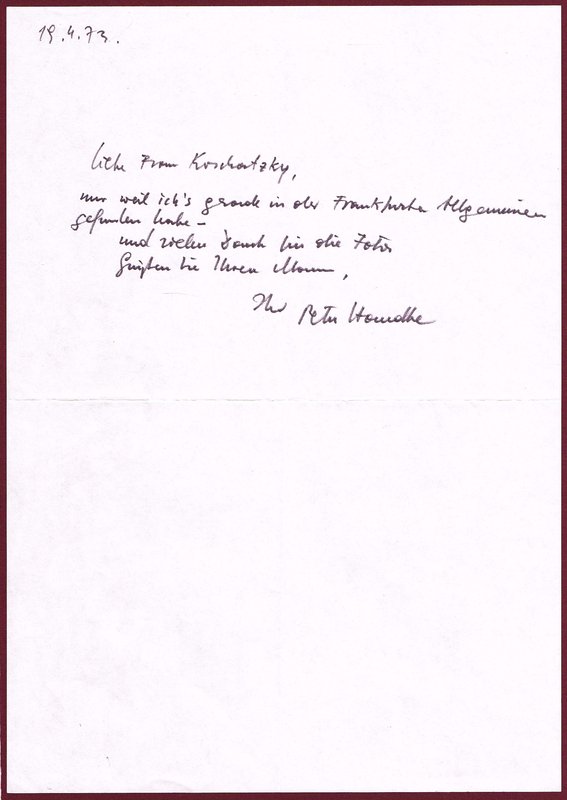 19.4.73.
Liebe Frau Koschatzky,
nur weil ich's gerade in der Frankfurter Allgemeinen
gefunden habe –
und vielen Dank für die Fotos
Grüßen Sie Ihren Mann,
Ihr Peter Handke